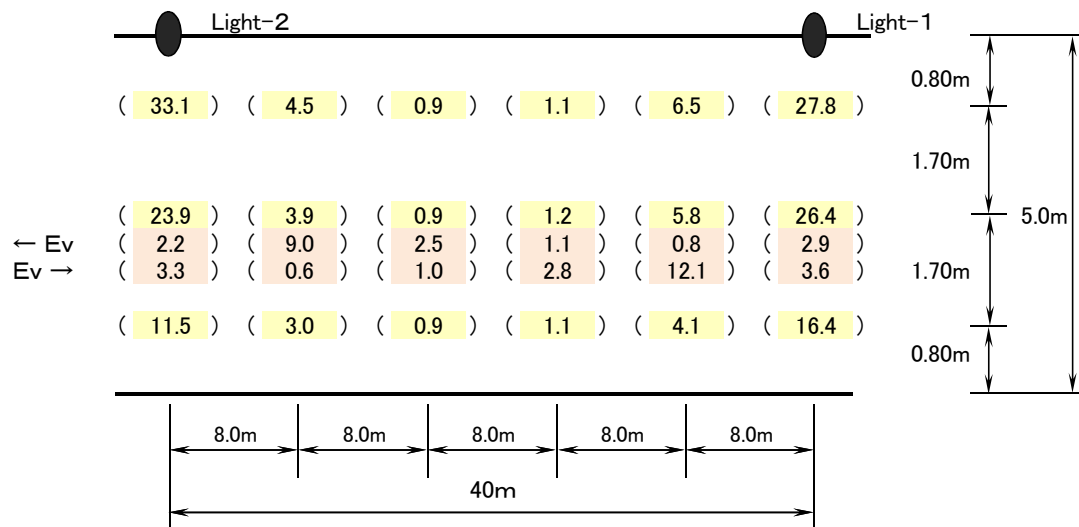 Light-2 Light-1
0.80m
( 33.1 ) ( 4.5 ) ( 0.9 ) ( 1.1 ) ( 6.5 ) ( 27.8 )
1.70m
( 23.9 ) ( 3.9 ) ( 0.9 ) ( 1.2 ) ( 5.8 ) ( 26.4 ) 5.0m
← Ev ( 2.2 ) ( 9.0 ) ( 2.5 ) ( 1.1 ) ( 0.8 ) ( 2.9 )
Ev → ( 3.3 ) ( 0.6 ) ( 1.0 ) ( 2.8 ) ( 12.1 ) ( 3.6 ) 1.70m
( 11.5 ) ( 3.0 ) ( 0.9 ) ( 1.1 ) ( 4.1 ) ( 16.4 )
0.80m
8.0m 8.0m 8.0m 8.0m 8.0m
40m